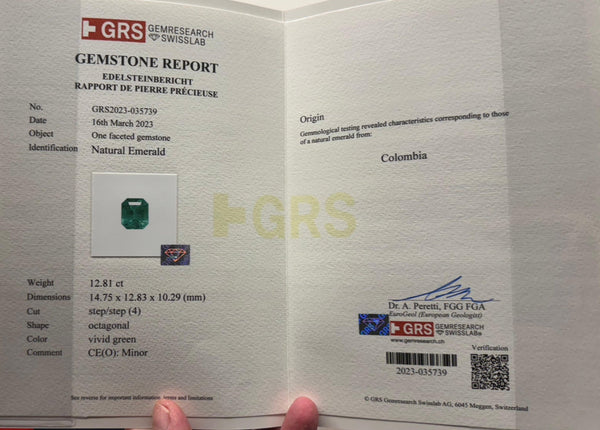 GRS GEMRESEARCH
SWISSLAB
GEMSTONE REPORT
EDELSTEINBERICHT
RAPPORT DE PIERRE PRÉCIEUSE
No. GRS2023-035739
Date 16th March 2023
Object One faceted gemstone
Identification Natural Emerald
Weight 12.81 ct
Dimensions 14.75 x 12.83 x 10.29 (mm)
Cut step/step (4)
Shape octagonal
Color vivid green
Comment CE(O): Minor
See reverse for important information, terms and limitations
GRS
Origin
Gemmological testing revealed characteristics corresponding to those
of a natural emerald from:
Colombia
Dr. A. Peretti, FGG FGA
EuroGeol (European Geologist)
GRS GEMRESEARCH
SWISSLAB®
www.gemresearch.ch
Verification
2023-035739
© GRS Gemresearch Swisslab AG, 6045 Meggen, Switzerland